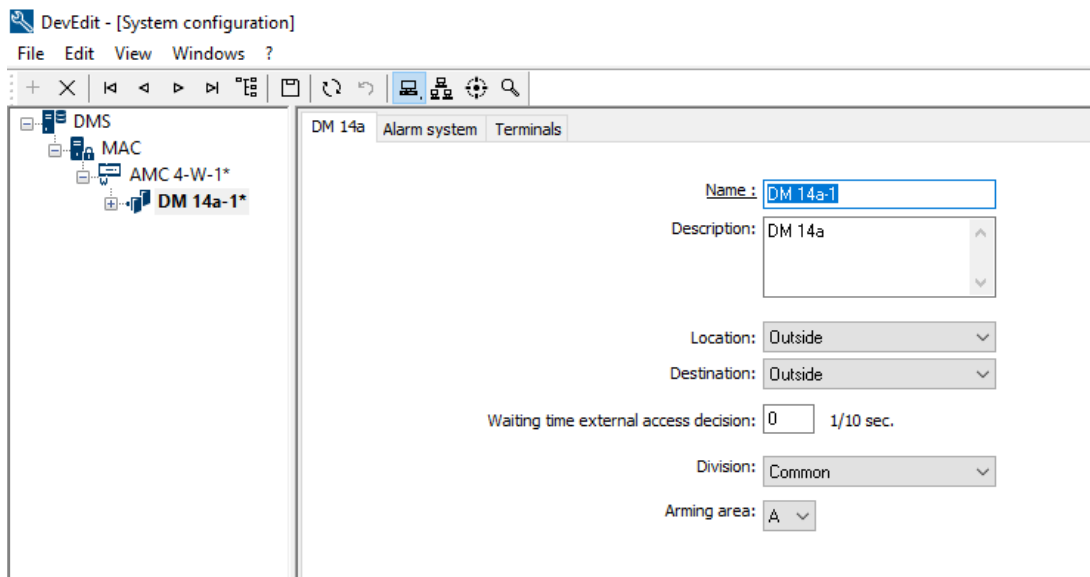 DevEdit - [System configuration]
File Edit View Windows ?
DMS
MAC
AMC 4-W-1*
DM 14a-1*
DM 14a Alarm system Terminals
Name : DM 14a-1
Description: DM 14a
Location: Outside
Destination: Outside
Waiting time external access decision: 0 1/10 sec.
Division: Common
Arming area: A